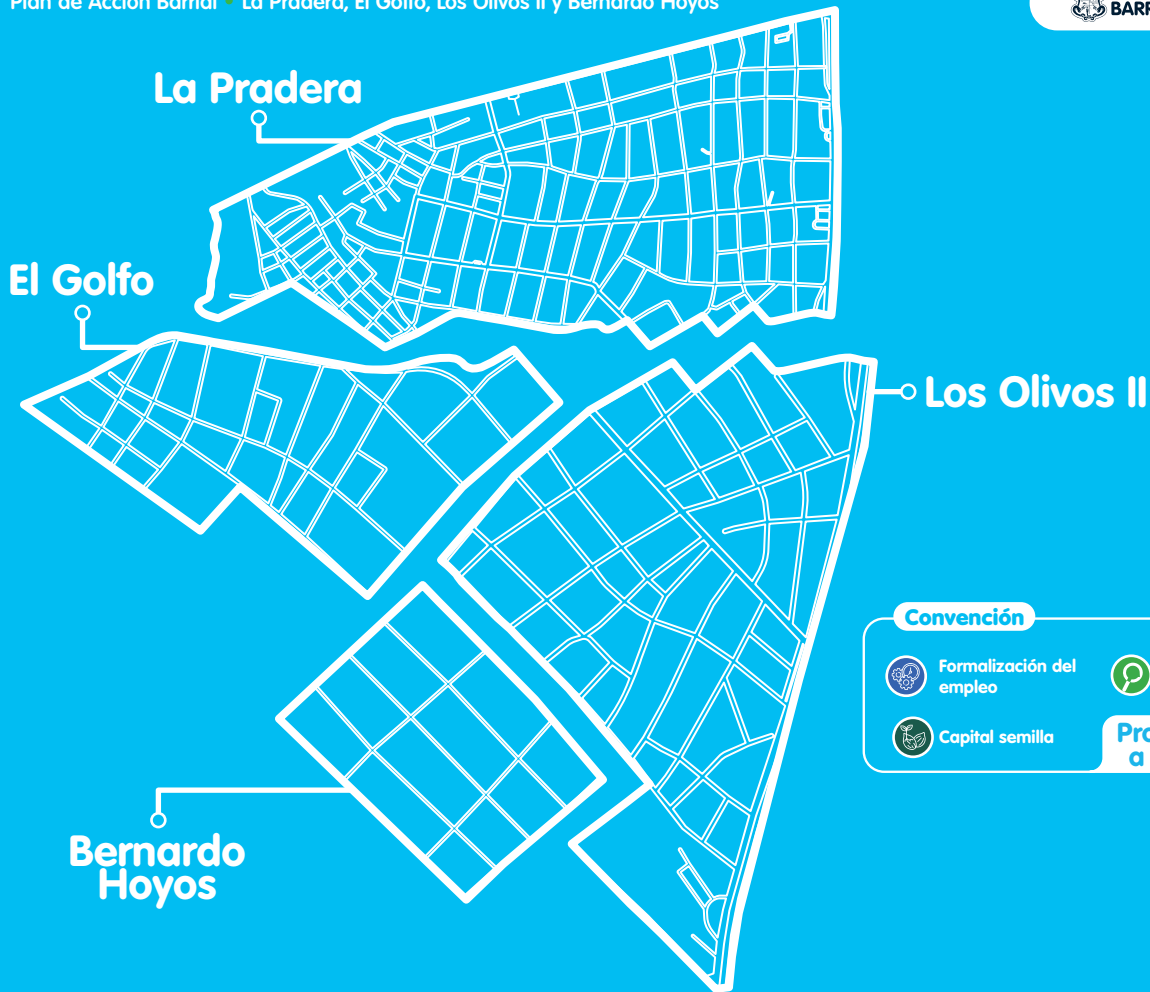 Plan de Acción Barrial • La Pradera, El Golfo, Los Olivos II y Bernardo Hoyos
La Pradera
El Golfo
Los Olivos II
Convención
Formalización del
empleo
Capital semilla
a
Bernardo
Hoyos